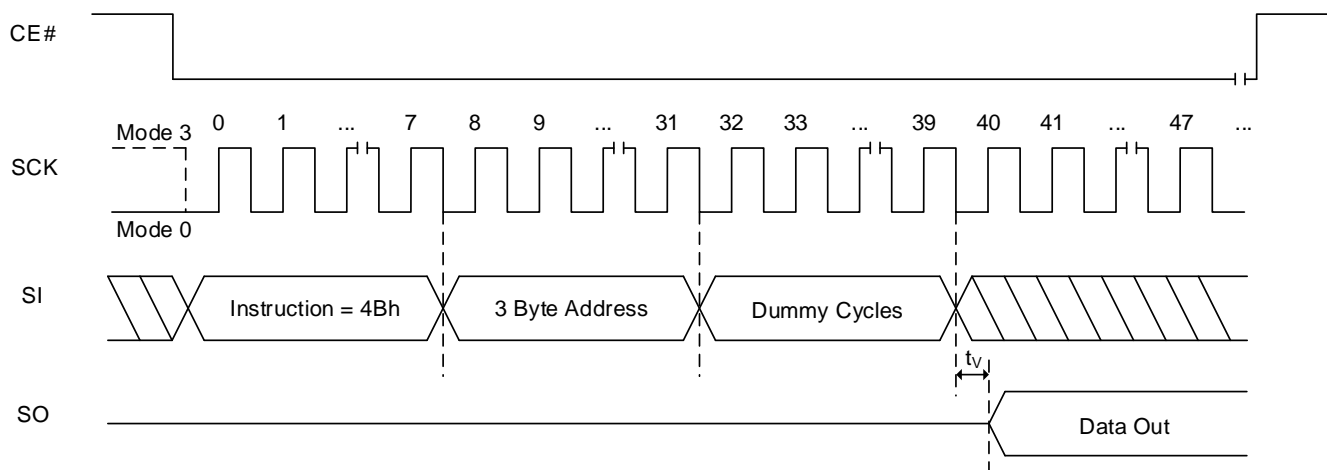 CE#
Mode 3 0 1 ... 7 8 9 ... 31 32 33 ... 39 40 41 ... 47 ...
SCK
Mode 0
SI Instruction = 4Bh 3 Byte Address Dummy Cycles
tV
SO Data Out